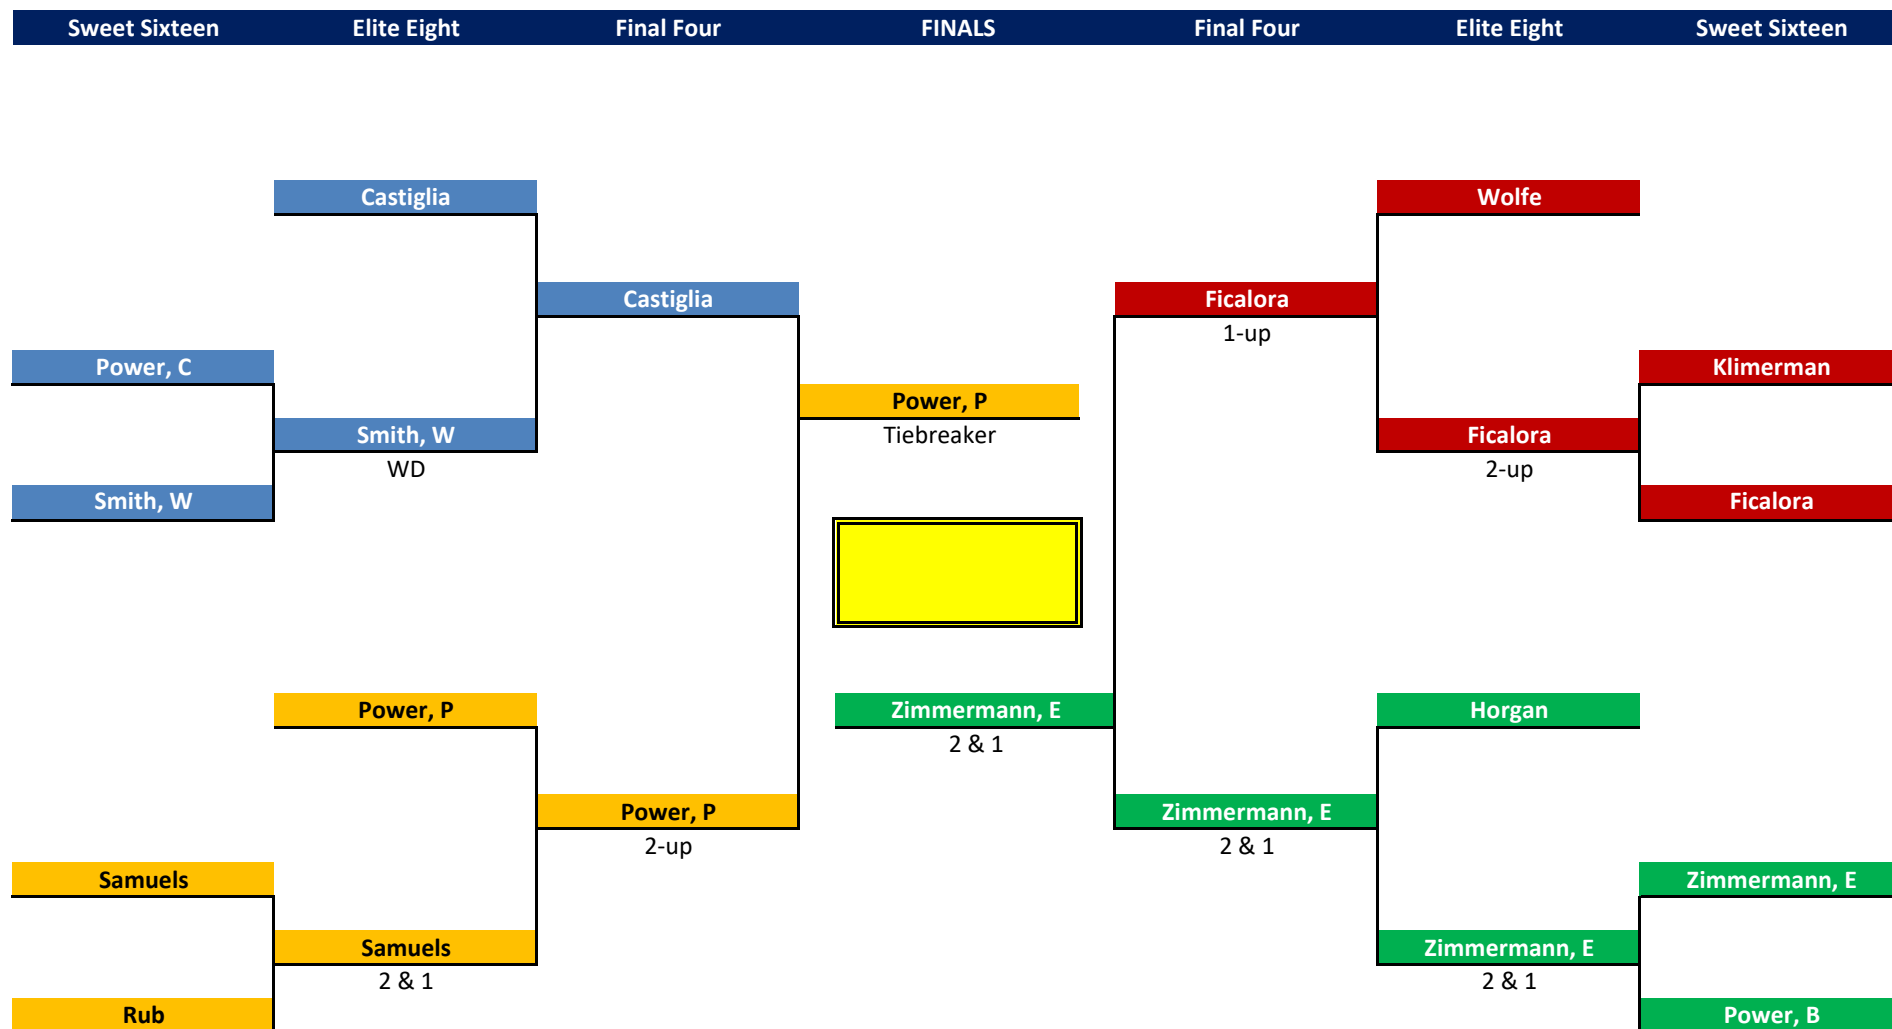 Sweet Sixteen Elite Eight Final Four FINALS Final Four Elite Eight Sweet Sixteen
Castiglia Wolfe
Castiglia Ficalora
1-up
Power, C Klimerman
Power, P
Smith, W Tiebreaker Ficalora
WD 2-up
Smith, W Ficalora
Power, P Zimmermann, E Horgan
2 & 1
Power, P Zimmermann, E
2-up 2 & 1
Samuels Zimmermann, E
Samuels Zimmermann, E
2 & 1 2 & 1
Rub Power, B